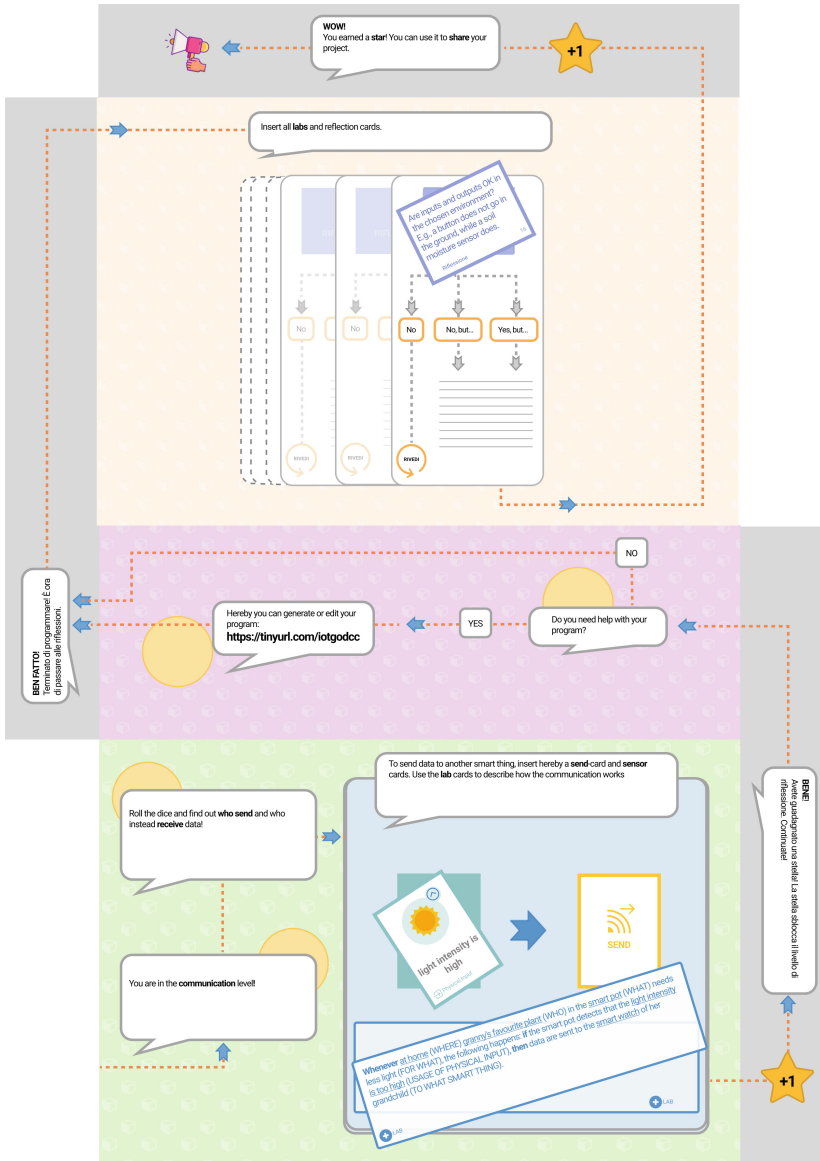 WOW!
You earned a star! You can use it to share your
project.
+1
Insert all labs and reflection cards.
Are inputs and outputs OK in
the chosen environment?
E.g., a button does not go in
the ground, while a soil
moisture sensor does.
Riflessione
16
No
No
No
No, but...
Yes, but...
RIVEDI
RIVEDI
RIVEDI
NO
BEN FATTO!
Terminato di programmare! È ora
di passare alle riflessioni.
Hereby you can generate or edit your
program:
https://tinyurl.com/iotgodcc
YES
Do you need help with your
program?
To send data to another smart thing, insert hereby a send-card and sensor
cards. Use the lab cards to describe how the communication works
BENE!
Avete guadagnato una stella! La stella sblocca il livello di
riflessione. Continuate!
Roll the dice and find out who send and who
instead receive data!
light intensity is
high
Physical Input
SEND
You are in the communication level!
Whenever at home (WHERE) granny's favourite plant (WHO) in the smart pot (WHAT) needs
less light (FOR WHAT), the following happens: if the smart pot detects that the light intensity
is too high (USAGE OF PHYSICAL INPUT), then data are sent to the smart watch of her
grandchild (TO WHAT SMART THING).
LAB
LAB
+1